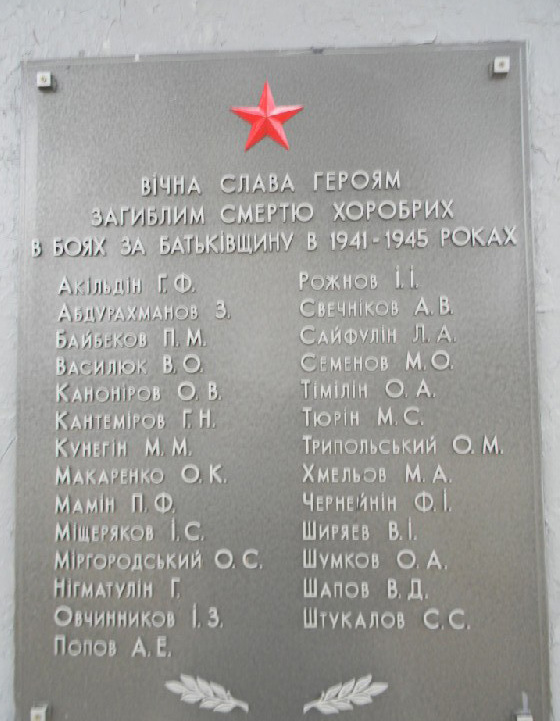 ВІЧНА СЛАВА ГЕРОЯМ
ЗАГИБЛИМ СМЕРТЮ ХОРОБРИХ
В БОЯХ ЗА БАТЬКІВЩИНУ В 1941-1945 РОКАХ
Акільдін Г.Ф.
Абдурахманов З.
Байбеков П.М.
Василюк В.О.
Каноніров О.В.
Кантеміров Г.Н.
Кунегін М.М.
Макаренко О.К.
Мамін П.Ф.
Міщеряков І.С.
Міргородський О.С.
Нігматулін Г.
Овчинников І.З.
Попов А.Е.
Рожнов І.І.
Свечніков А.В.
Сайфулін Л.А.
Семенов М.О.
Тімілін О.А.
Тюрін М.С.
Трипольський О.М.
Хмельов М.А.
Чернейнін Ф.І.
Ширяев В.І.
Шумков О.А.
Шапов В.Д.
Штукалов С.С.